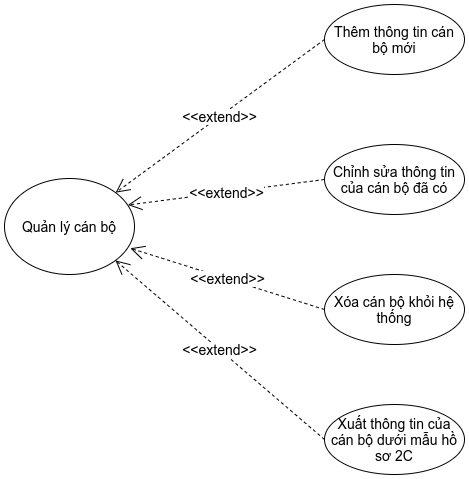 Thêm thông tin cán
bộ mới
<<extend>>
Chỉnh sửa thông tin
của cán bộ đã có
<<extend>>
Quản lý cán bộ
<<extend>>
Xóa cán bộ khỏi hệ
thống
<<extend>>
Xuất thông tin của
cán bộ dưới mẫu hồ
sơ 2C